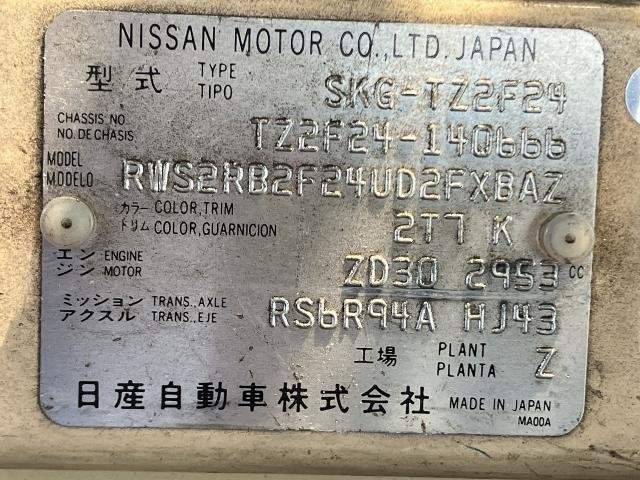 NISSAN MOTOR CO.,LTD. JAPAN
型式 TYPE TIPO SKG-TZ2F24
CHASSIS NO NO.DE CHASIS TZ2F24-140666
MODEL MODELO RWS2RB2F24UD2FXBAZ
カラー COLOR,TRIM
トリム COLOR,GUARNICION 2T7 K
エンジン ENGINE MOTOR ZD30 2953 CC
ミッション TRANS.,AXLE
アクスル TRANS.,EJE RS6R94A HJ43
工場 PLANT PLANTA Z
日産自動車株式会社 MADE IN JAPAN
MA00A